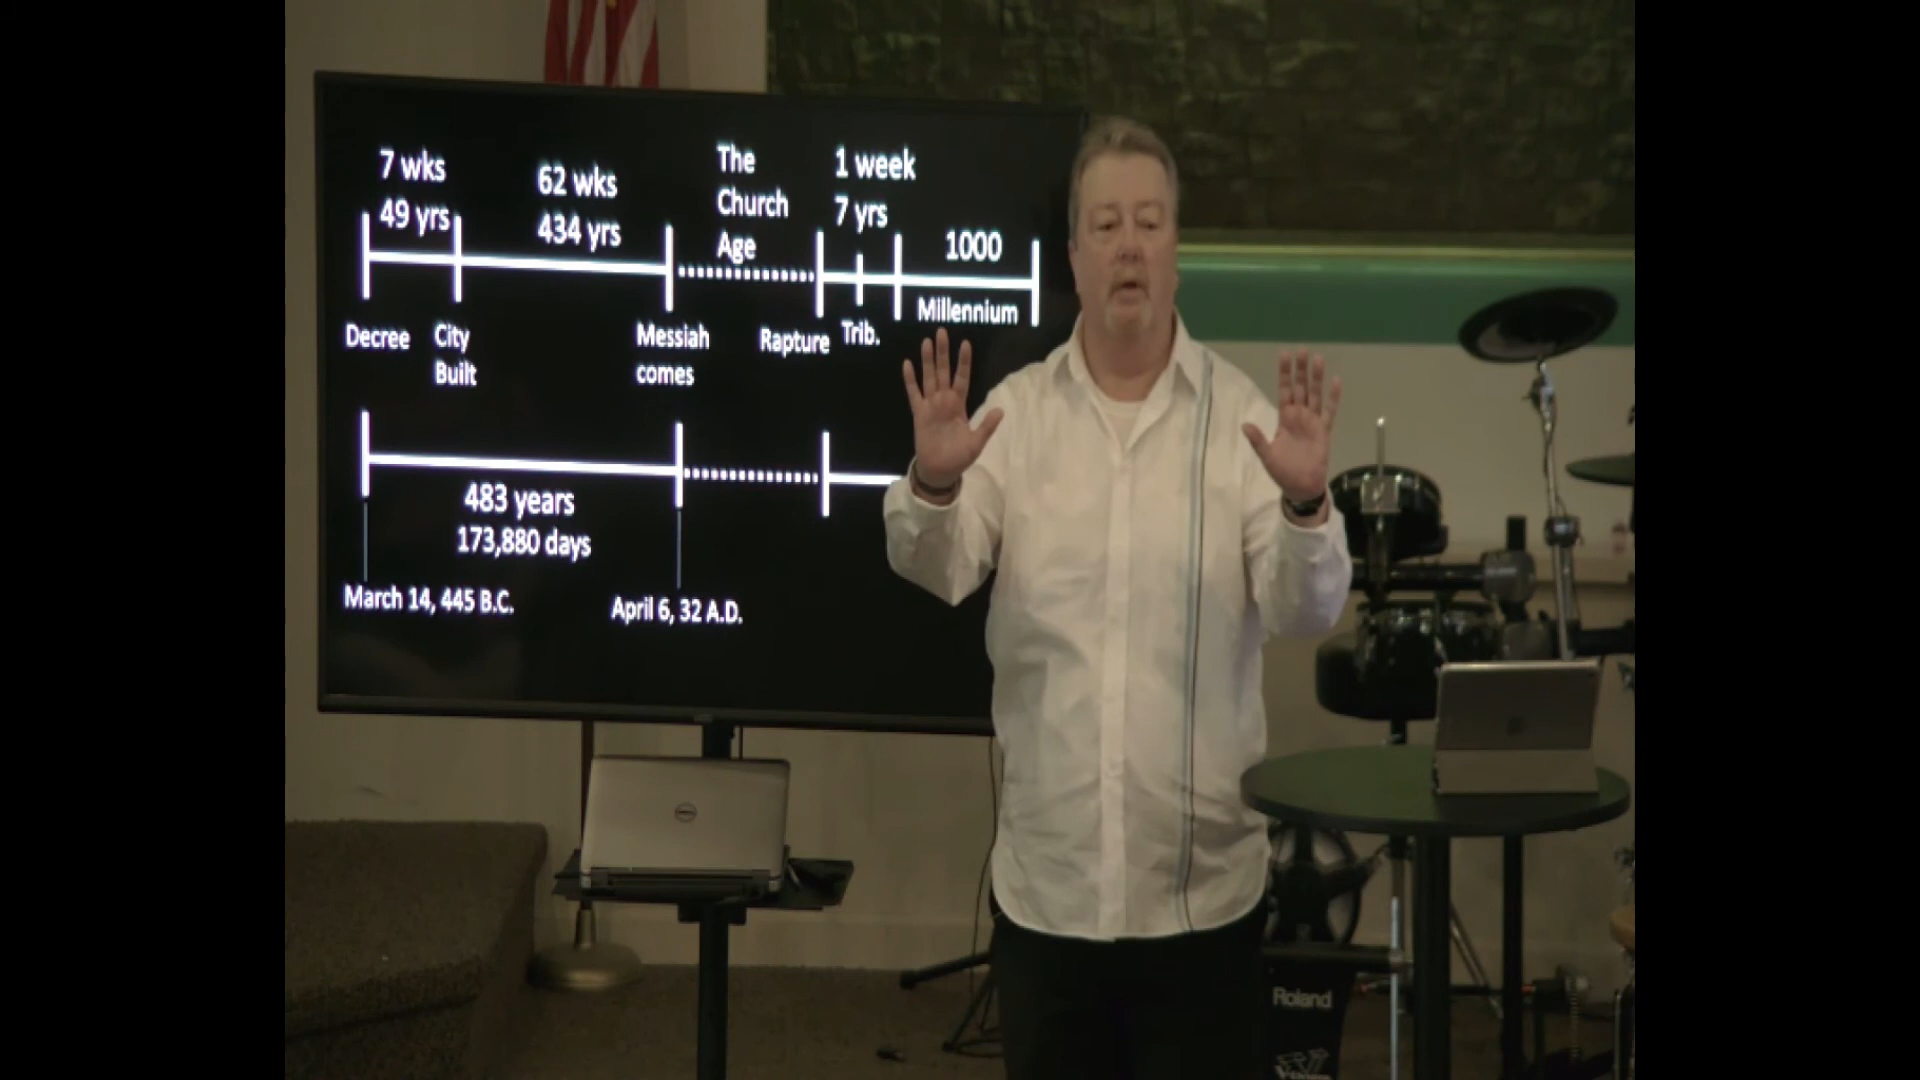 7 wks
49 yrs
62 wks
434 yrs
The
Church
Age
1 week
7 yrs
1000
Millennium
Decree
City
Built
Messiah
comes
Rapture
Trib.
483 years
173,880 days
March 14, 445 B.C.
April 6, 32 A.D.
Roland